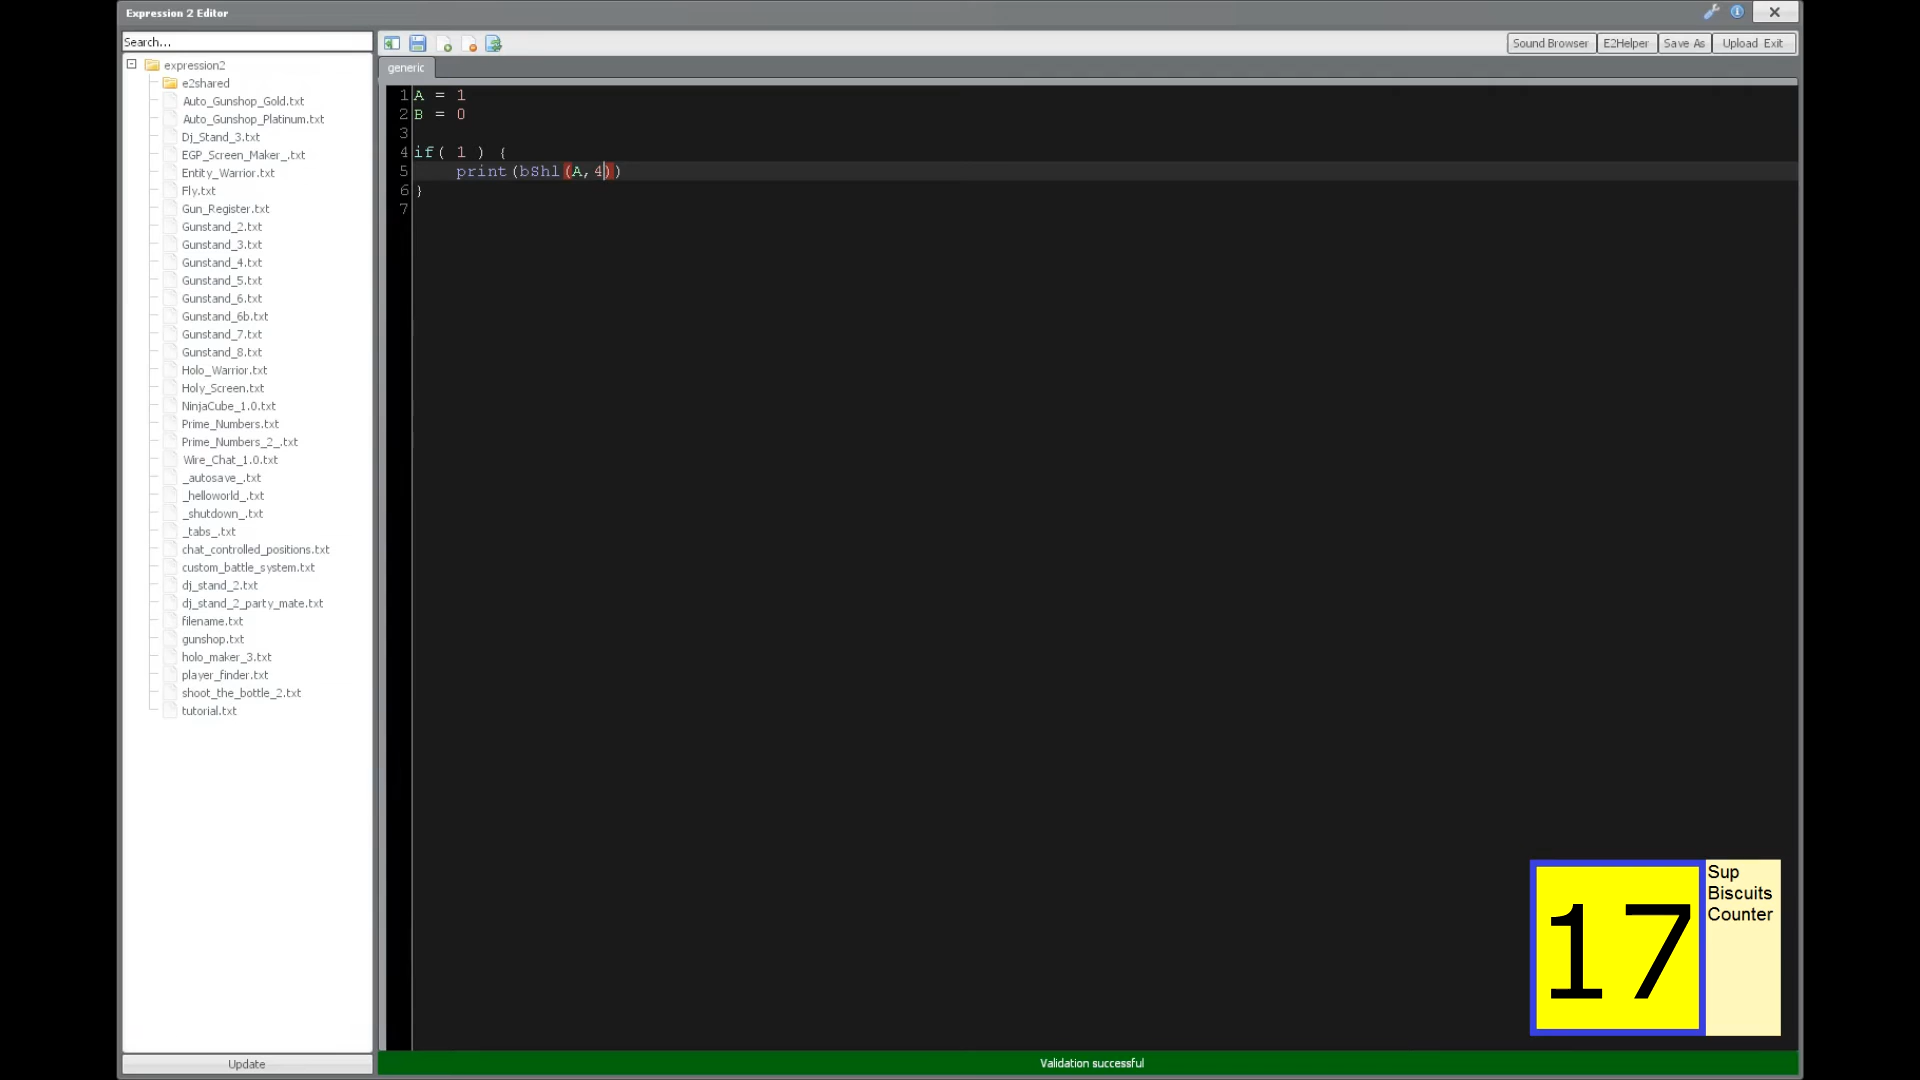 Expression 2 Editor
Search...
Sound Browser
E2Helper
Save As
Upload Exit
expression2
e2shared
Auto_Gunshop_Gold.txt
Auto_Gunshop_Platinum.txt
Dj_Stand_3.txt
EGP_Screen_Maker_.txt
Entity_Warrior.txt
Fly.txt
Gun_Register.txt
Gunstand_2.txt
Gunstand_3.txt
Gunstand_4.txt
Gunstand_5.txt
Gunstand_6.txt
Gunstand_6b.txt
Gunstand_7.txt
Gunstand_8.txt
Holo_Warrior.txt
Holy_Screen.txt
NinjaCube_1.0.txt
Prime_Numbers.txt
Prime_Numbers_2_.txt
Wire_Chat_1.0.txt
_autosave_.txt
_helloworld_.txt
_shutdown_.txt
_tabs_.txt
chat_controlled_positions.txt
custom_battle_system.txt
dj_stand_2.txt
dj_stand_2_party_mate.txt
filename.txt
gunshop.txt
holo_maker_3.txt
player_finder.txt
shoot_the_bottle_2.txt
tutorial.txt
Update
generic
1 A = 1
2 B = 0
3
4 if( 1 ) {
5 print(bShl(A,4))
6 }
7
17
Sup
Biscuits
Counter
Validation successful